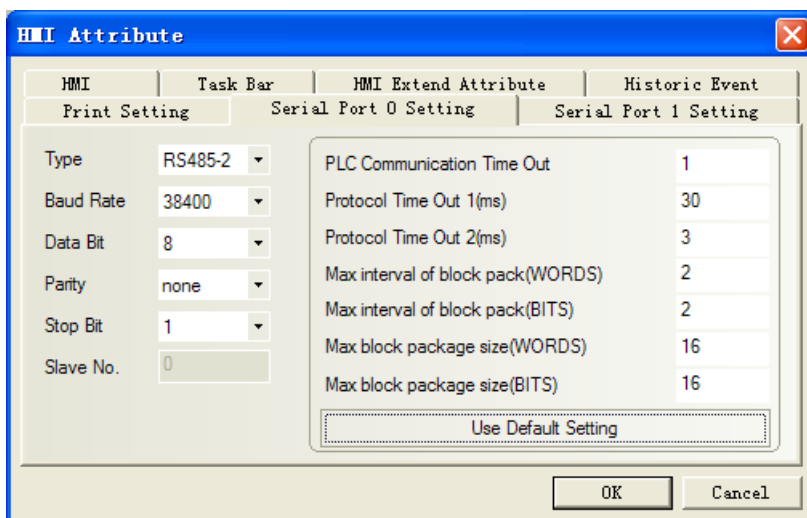 HMI Attribute
HMI Task Bar HMI Extend Attribute Historic Event
Print Setting Serial Port 0 Setting Serial Port 1 Setting
Type RS485-2
Baud Rate 38400
Data Bit 8
Parity none
Stop Bit 1
Slave No. 0
PLC Communication Time Out 1
Protocol Time Out 1(ms) 30
Protocol Time Out 2(ms) 3
Max interval of block pack(WORDS) 2
Max interval of block pack(BITS) 2
Max block package size(WORDS) 16
Max block package size(BITS) 16
Use Default Setting
OK Cancel